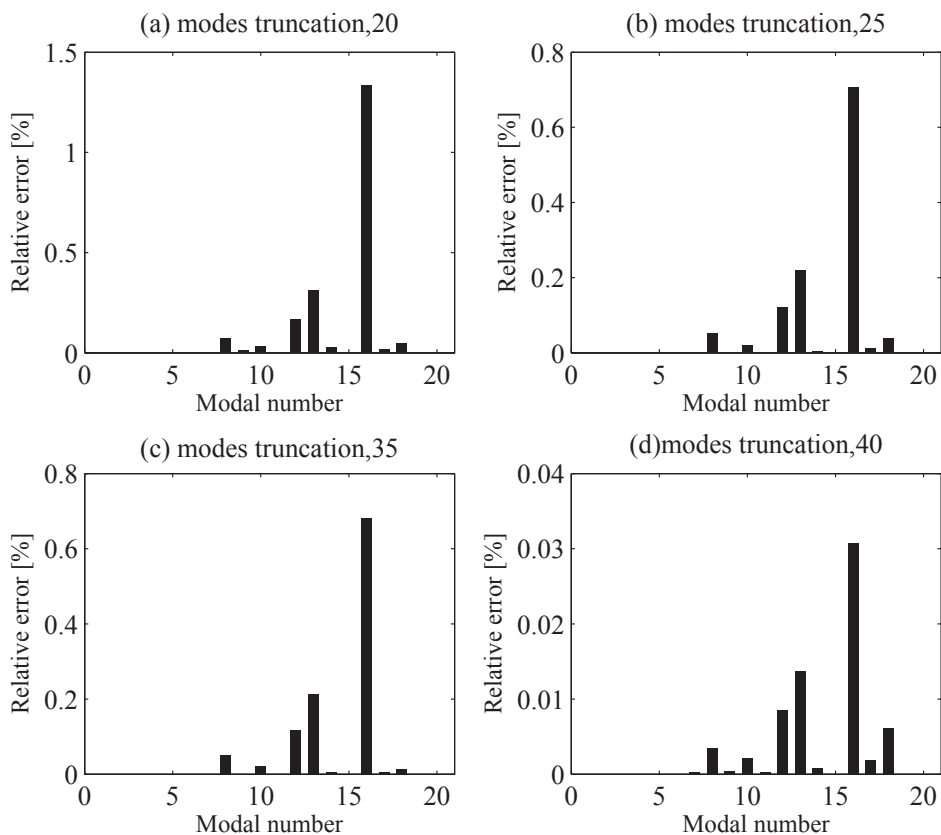 (a) modes truncation,20
1.5
1
0.5
0
Relative error [%]
0 5 10 15 20
Modal number
(b) modes truncation,25
0.8
0.6
0.4
0.2
0
Relative error [%]
0 5 10 15 20
Modal number
(c) modes truncation,35
0.8
0.6
0.4
0.2
0
Relative error [%]
0 5 10 15 20
Modal number
(d)modes truncation,40
0.04
0.03
0.02
0.01
0
Relative error [%]
0 5 10 15 20
Modal number